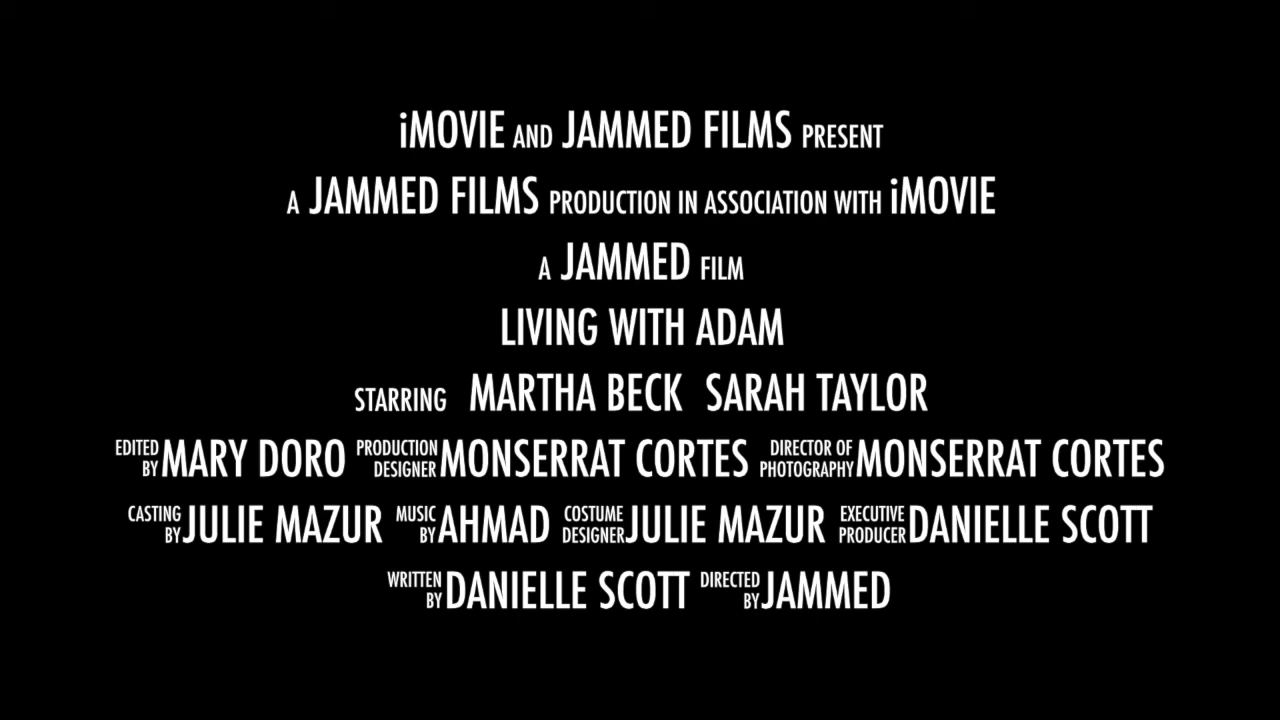 iMOVIE AND JAMMED FILMS PRESENT
A JAMMED FILMS PRODUCTION IN ASSOCIATION WITH iMOVIE
A JAMMED FILM
LIVING WITH ADAM
STARRING MARTHA BECK SARAH TAYLOR
EDITED BY MARY DORO PRODUCTION DESIGNER MONSERRAT CORTES DIRECTOR OF PHOTOGRAPHY MONSERRAT CORTES
CASTING BY JULIE MAZUR MUSIC BY AHMAD COSTUME DESIGNER JULIE MAZUR EXECUTIVE PRODUCER DANIELLE SCOTT
WRITTEN BY DANIELLE SCOTT DIRECTED BY JAMMED